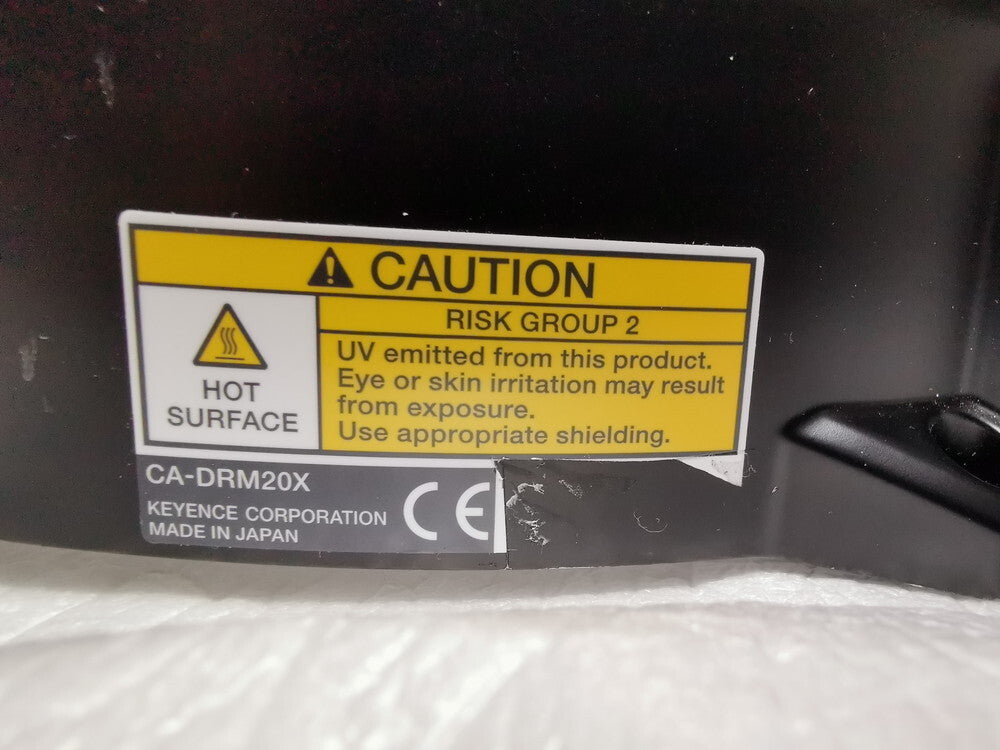 CAUTION
RISK GROUP 2
HOT
SURFACE
UV emitted from this product.
Eye or skin irritation may result
from exposure.
Use appropriate shielding.
CA-DRM20X
KEYENCE CORPORATION
MADE IN JAPAN
CE